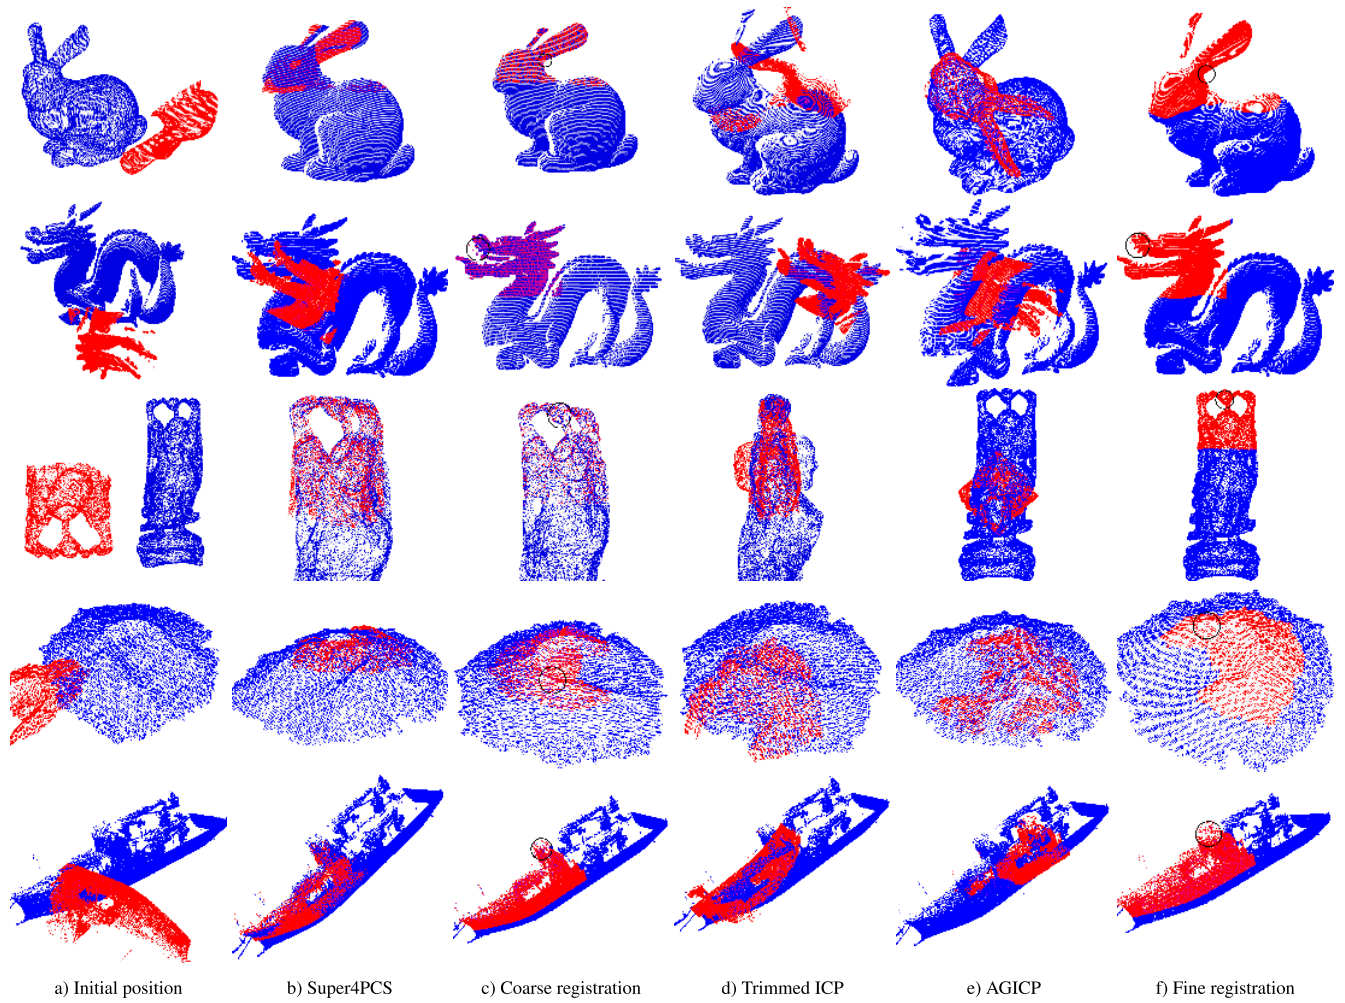 a) Initial position b) Super4PCS c) Coarse registration d) Trimmed ICP e) AGICP f) Fine registration